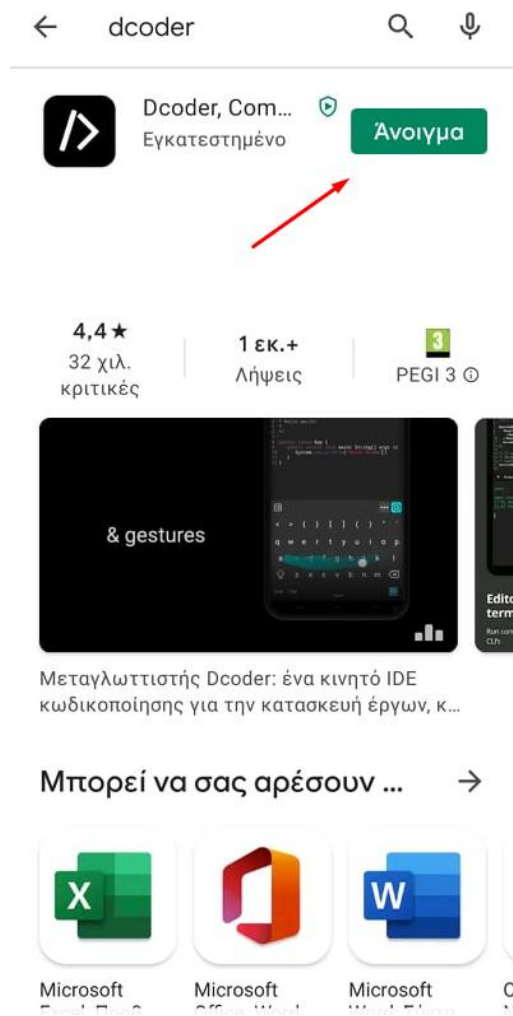 dcoder
Dcoder, Com...
Εγκατεστημένο
Άνοιγμα
4,4★
32 χιλ.
κριτικές
1 εκ.+
Λήψεις
3
PEGI 3
& gestures
Μεταγλωττιστής Dcoder: ένα κινητό IDE
κωδικοποίησης για την κατασκευή έργων, κ...
Μπορεί να σας αρέσουν ...
X
W
Microsoft
Microsoft
Microsoft